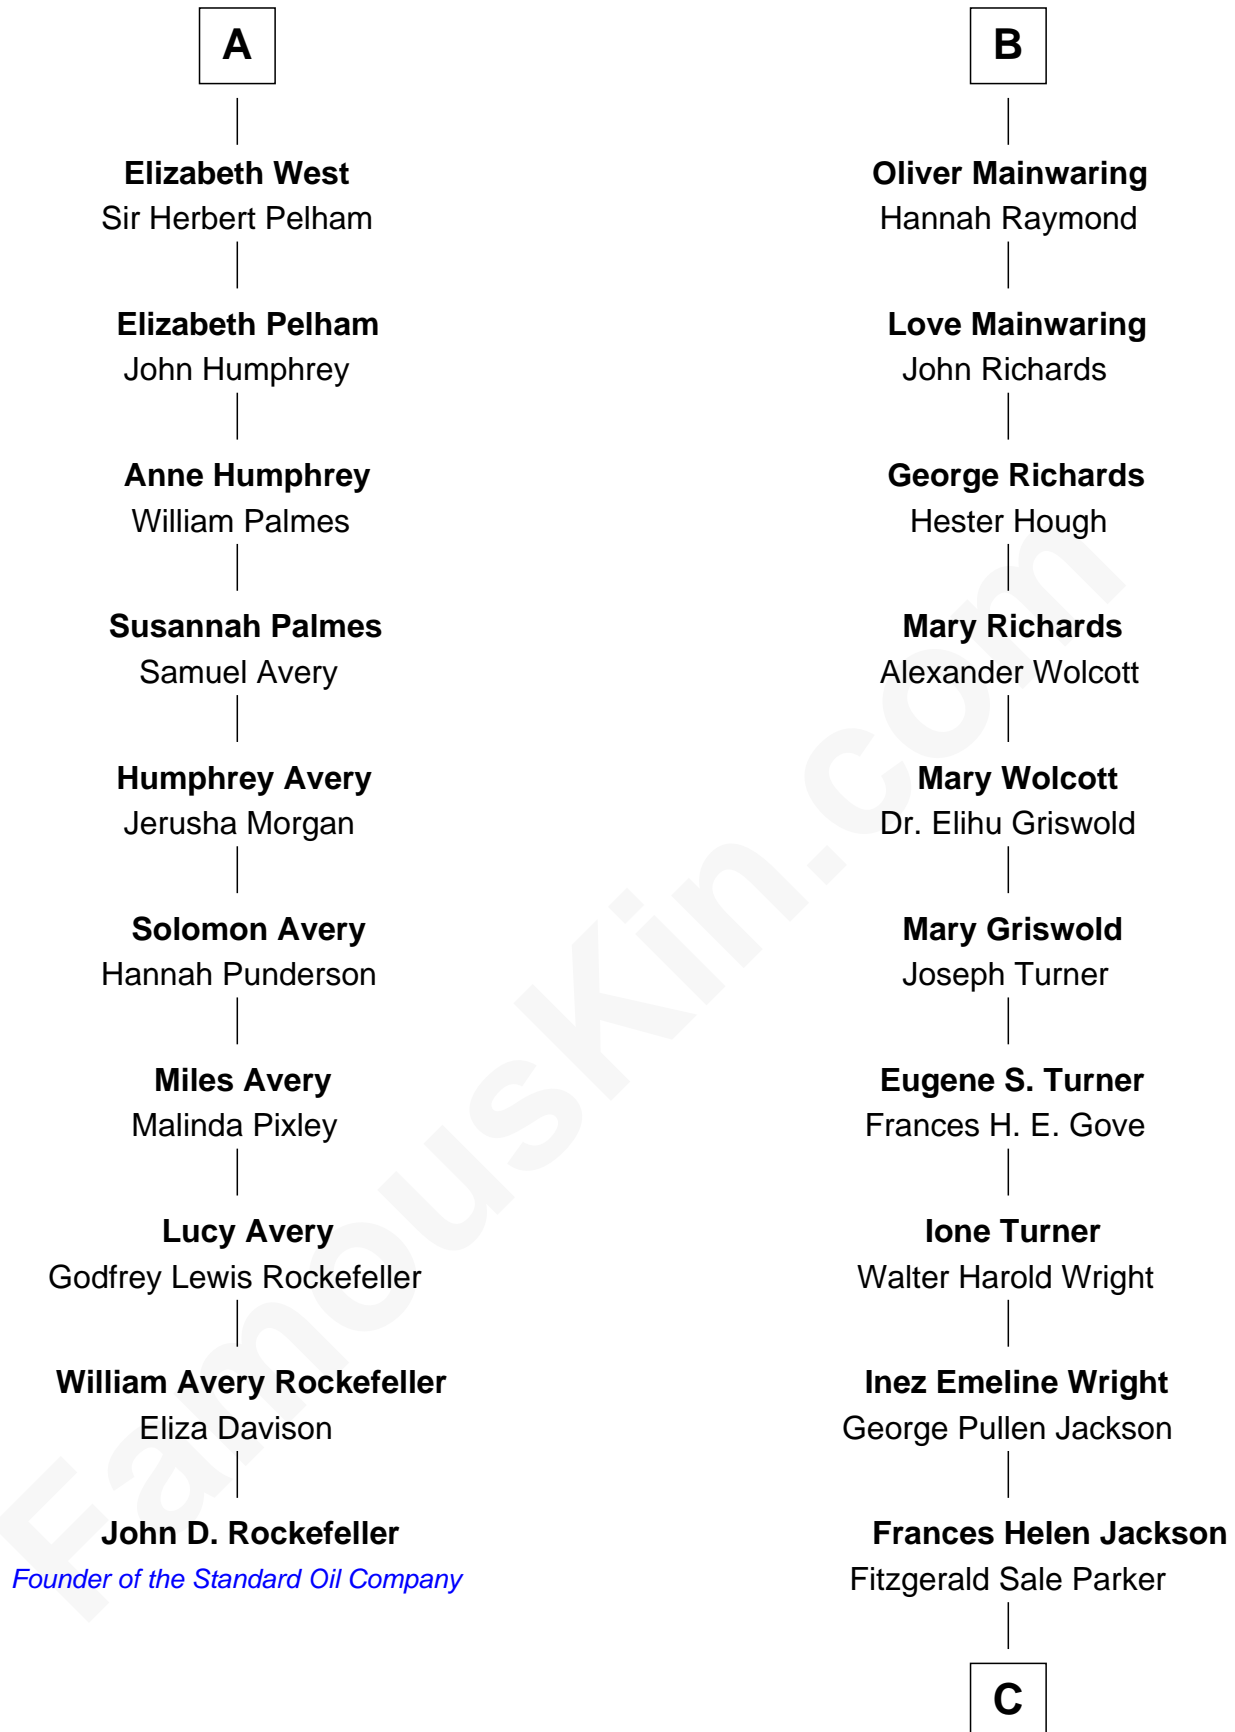 A
Elizabeth West
Sir Herbert Pelham
Elizabeth Pelham
John Humphrey
Anne Humphrey
William Palmes
Susannah Palmes
Samuel Avery
Humphrey Avery
Jerusha Morgan
Solomon Avery
Hannah Punderson
Miles Avery
Malinda Pixley
Lucy Avery
Godfrey Lewis Rockefeller
William Avery Rockefeller
Eliza Davison
John D. Rockefeller
Founder of the Standard Oil Company
B
Oliver Mainwaring
Hannah Raymond
Love Mainwaring
John Richards
George Richards
Hester Hough
Mary Richards
Alexander Wolcott
Mary Wolcott
Dr. Elihu Griswold
Mary Griswold
Joseph Turner
Eugene S. Turner
Frances H. E. Gove
Ione Turner
Walter Harold Wright
Inez Emeline Wright
George Pullen Jackson
Frances Helen Jackson
Fitzgerald Sale Parker
C
FamousKin.com